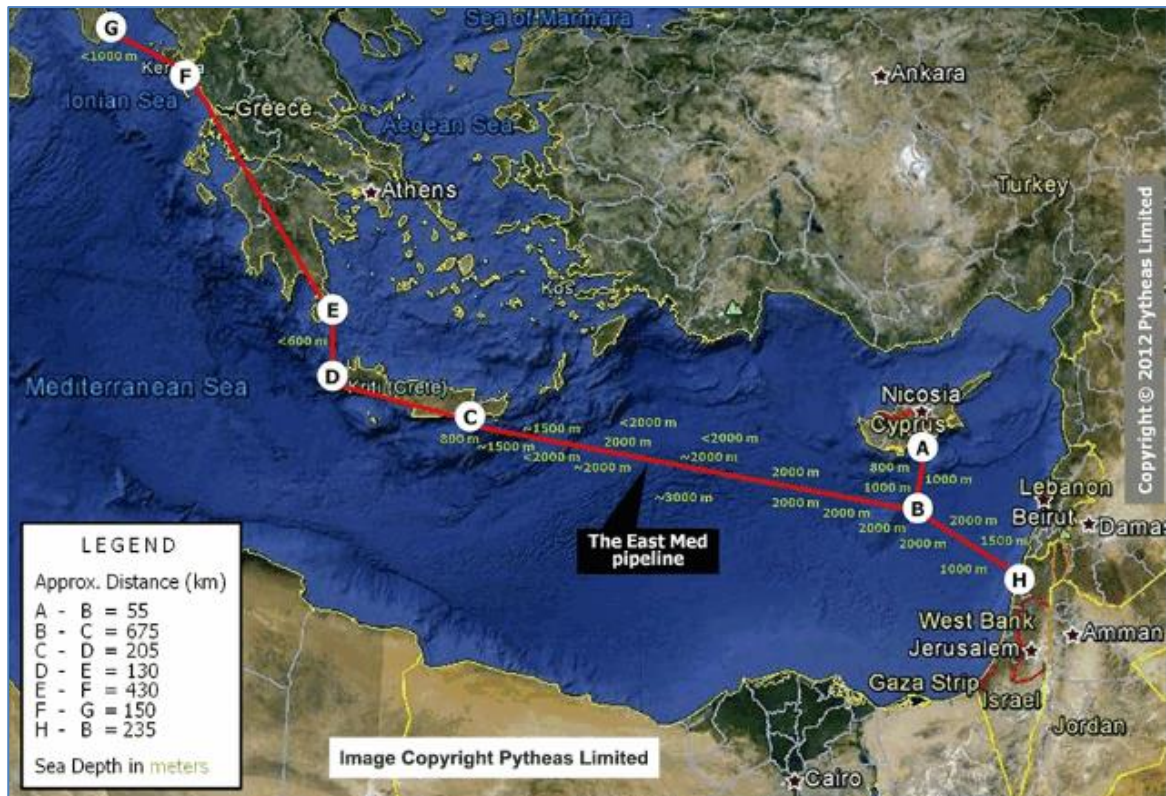 Sea of Marmara
G
<1000 m
F
Ionian Sea
Greece
Aegean Sea
Ankara
Athens
Turkey
Copyright © 2012 Pytheas Limited
Kos
E
<600 m
D
Kriti (Crete)
Mediterranean Sea
C
800 m
~1500 m
~1500 m
<2000 m
2000 m
<2000 m
<2000 m
~2000 m
~2000 m
~3000 m
2000 m
2000 m
2000 m
Nicosia
Cyprus
A
800 m
1000 m
1000 m
B
2000 m
2000 m
2000 m
1500 m
1000 m
H
Lebanon
Beirut
Damas
The East Med
pipeline
West Bank
Jerusalem
Amman
Gaza Strip
Israel
Jordan
Cairo
LEGEND
Approx. Distance (km)
A - B = 55
B - C = 675
C - D = 205
D - E = 130
E - F = 430
F - G = 150
H - B = 235
Sea Depth in meters
Image Copyright Pytheas Limited